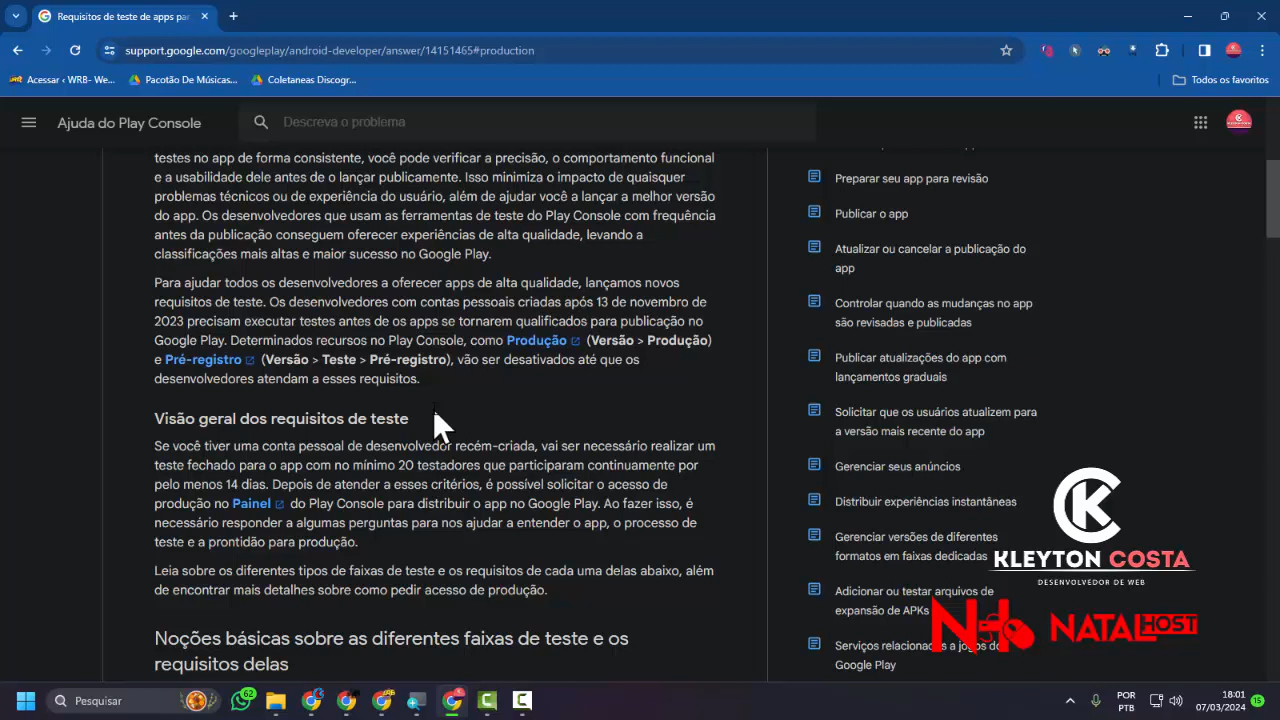 Requisitos de teste de apps par
support.google.com/googleplay/android-developer/answer/14151465#production
Acessar ‹ WRB- We...
Pacotão De Músicas...
Coletaneas Discogr...
Todos os favoritos
Ajuda do Play Console
Descreva o problema
testes no app de forma consistente, você pode verificar a precisão, o comportamento funcional
e a usabilidade dele antes de o lançar publicamente. Isso minimiza o impacto de quaisquer
problemas técnicos ou de experiência do usuário, além de ajudar você a lançar a melhor versão
do app. Os desenvolvedores que usam as ferramentas de teste do Play Console com frequência
antes da publicação conseguem oferecer experiências de alta qualidade, levando a
classificações mais altas e maior sucesso no Google Play.
Para ajudar todos os desenvolvedores a oferecer apps de alta qualidade, lançamos novos
requisitos de teste. Os desenvolvedores com contas pessoais criadas após 13 de novembro de
2023 precisam executar testes antes de os apps se tornarem qualificados para publicação no
Google Play. Determinados recursos no Play Console, como Produção (Versão > Produção)
e Pré-registro (Versão > Teste > Pré-registro), vão ser desativados até que os
desenvolvedores atendam a esses requisitos.
Visão geral dos requisitos de teste
Se você tiver uma conta pessoal de desenvolvedor recém-criada, vai ser necessário realizar um
teste fechado para o app com no mínimo 20 testadores que participaram continuamente por
pelo menos 14 dias. Depois de atender a esses critérios, é possível solicitar o acesso de
produção no Painel do Play Console para distribuir o app no Google Play. Ao fazer isso, é
necessário responder a algumas perguntas para nos ajudar a entender o app, o processo de
teste e a prontidão para produção.
Leia sobre os diferentes tipos de faixas de teste e os requisitos de cada uma delas abaixo, além
de encontrar mais detalhes sobre como pedir acesso de produção.
Noções básicas sobre as diferentes faixas de teste e os
requisitos delas
Preparar seu app para revisão
Publicar o app
Atualizar ou cancelar a publicação do
app
Controlar quando as mudanças no app
são revisadas e publicadas
Publicar atualizações do app com
lançamentos graduais
Solicitar que os usuários atualizem para
a versão mais recente do app
Gerenciar seus anúncios
Distribuir experiências instantâneas
Gerenciar versões de diferentes
formatos em faixas dedicadas
Adicionar ou testar arquivos de
expansão de APKs
Serviços relacionados a jogos do
Google Play
KLEYTON COSTA
DESENVOLVEDOR DE WEB
NATALHOST
Pesquisar
62
POR
PTB
18:01
07/03/2024
15